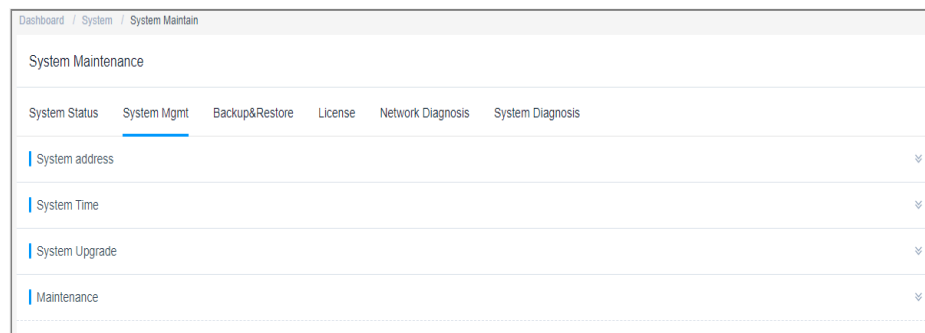 Dashboard / System / System Maintain
System Maintenance
System Status System Mgmt Backup&Restore License Network Diagnosis System Diagnosis
System address
System Time
System Upgrade
Maintenance